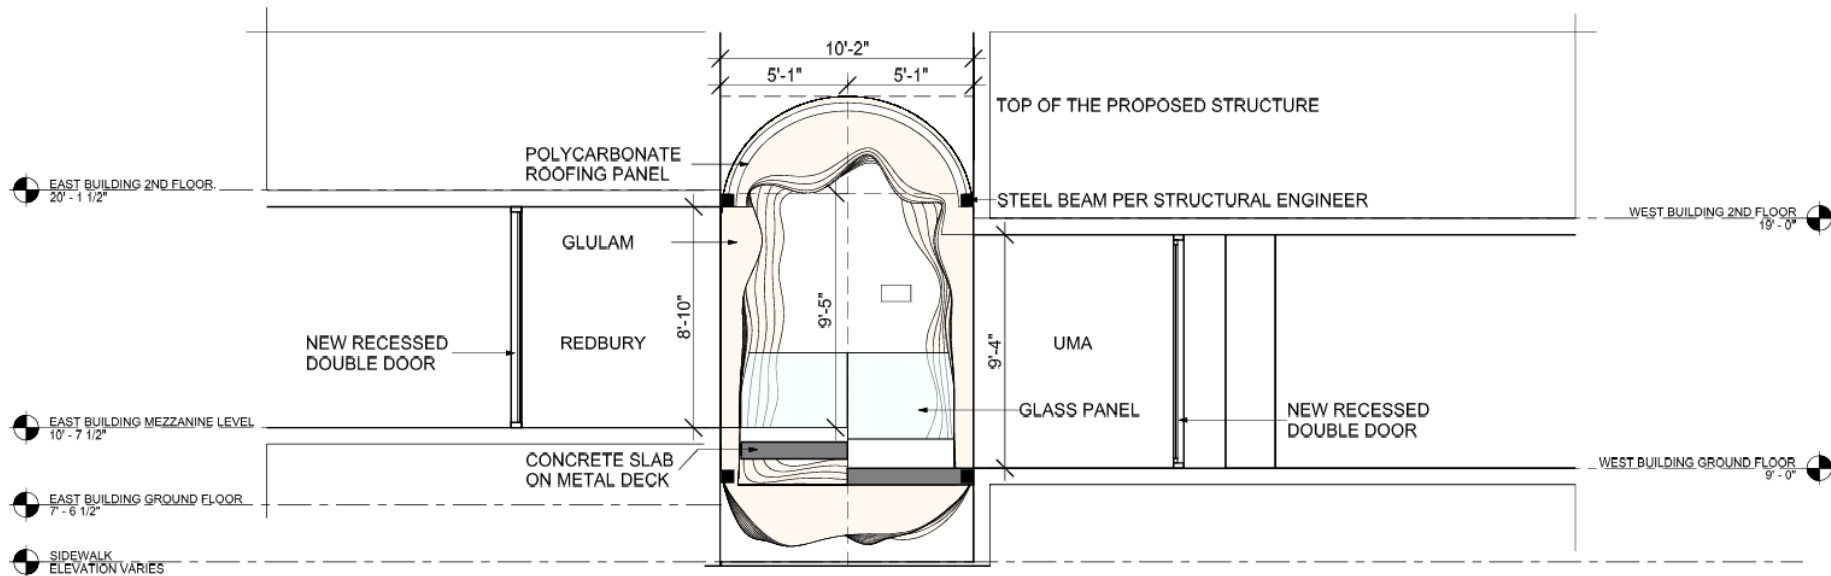 10'-2"
5'-1"
5'-1"
TOP OF THE PROPOSED STRUCTURE
POLYCARBONATE
ROOFING PANEL
EAST BUILDING 2ND FLOOR.
20' - 1 1/2"
STEEL BEAM PER STRUCTURAL ENGINEER
WEST BUILDING 2ND FLOOR
19' - 0"
GLULAM
8'-10"
9'-5"
9'-4"
NEW RECESSED
DOUBLE DOOR
REDBURY
UMA
GLASS PANEL
NEW RECESSED
DOUBLE DOOR
EAST BUILDING MEZZANINE LEVEL
10' - 7 1/2"
CONCRETE SLAB
ON METAL DECK
WEST BUILDING GROUND FLOOR
9' - 0"
EAST BUILDING GROUND FLOOR
7' - 6 1/2"
SIDEWALK
ELEVATION VARIES